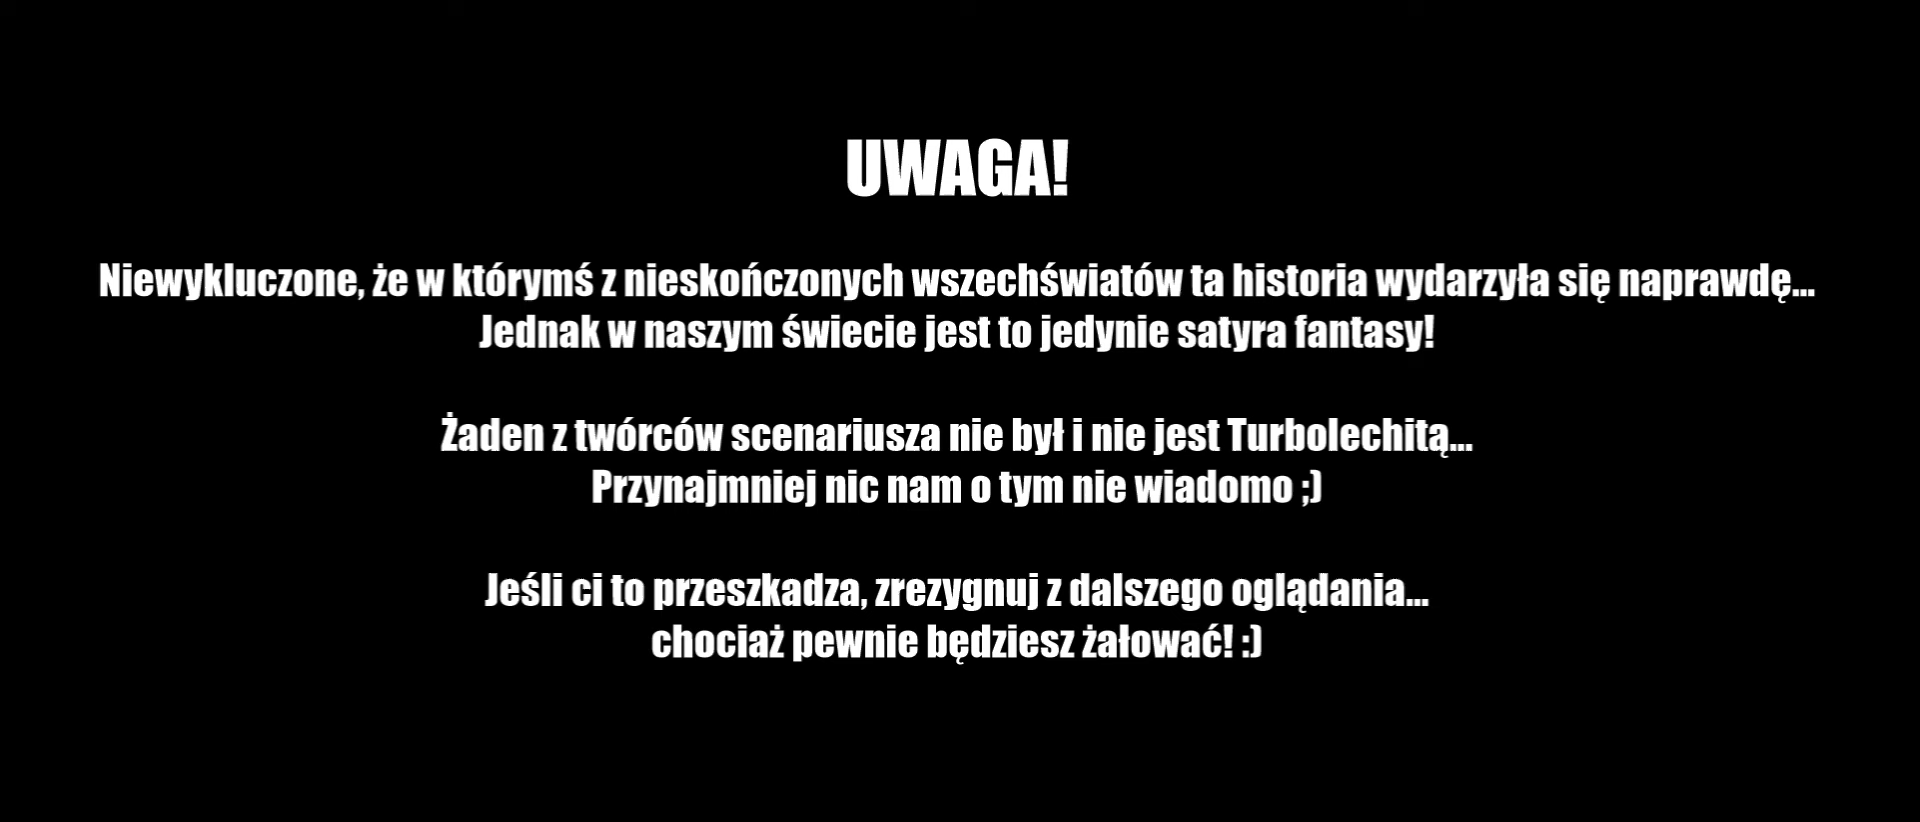 UWAGA!
Niewykluczone, że w którymś z nieskończonych wszechświatów ta historia wydarzyła się naprawdę...
Jednak w naszym świecie jest to jedynie satyra fantasy!
Żaden z twórców scenariusza nie był i nie jest Turbolechitą...
Przynajmniej nic nam o tym nie wiadomo ;)
Jeśli ci to przeszkadza, zrezygnuj z dalszego oglądania...
chociaż pewnie będziesz żałować! :)